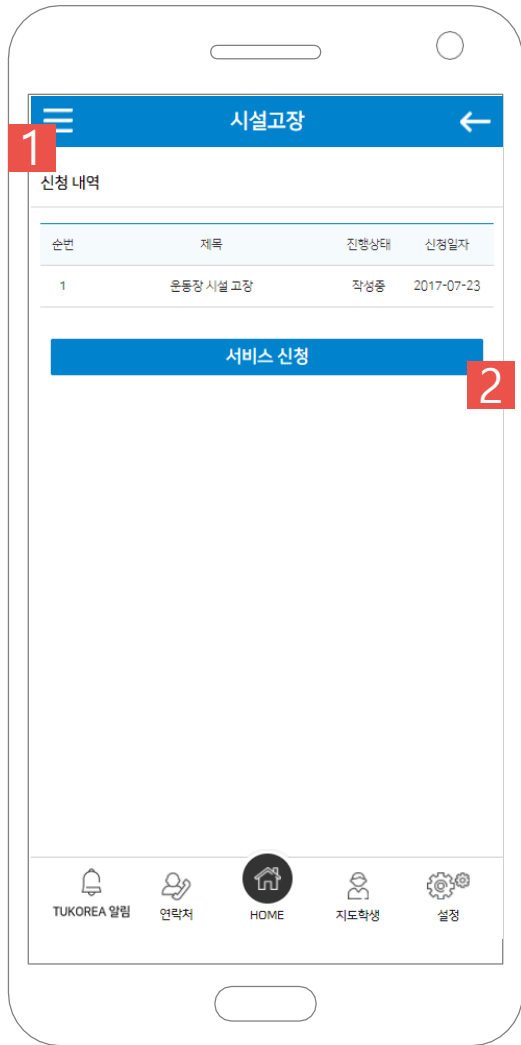 시설고장
1
신청 내역
순번 제목 진행상태 신청일자
1 운동장 시설 고장 작성중 2017-07-23
서비스 신청
2
TUKOREA 알림 연락처 HOME 지도학생 설정